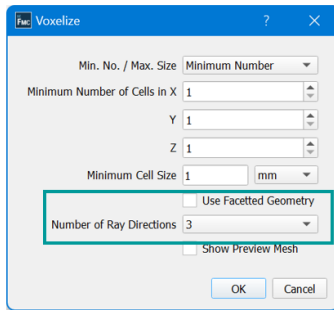 FMC Voxelize ? ×
Min. No. / Max. Size Minimum Number
Minimum Number of Cells in X 1
Y 1
Z 1
Minimum Cell Size 1 mm
Use Facetted Geometry
Number of Ray Directions 3
Show Preview Mesh
OK Cancel